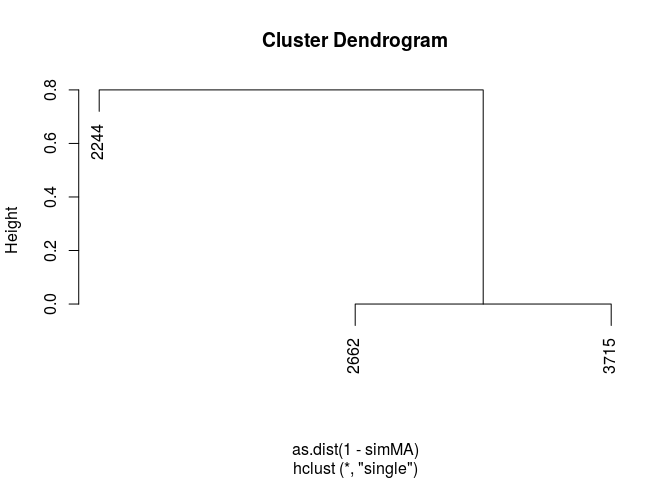 Cluster Dendrogram
Height
0.8
0.6
0.4
0.2
0.0
2244
2662
3715
as.dist(1 - simMA)
hclust (*, "single")